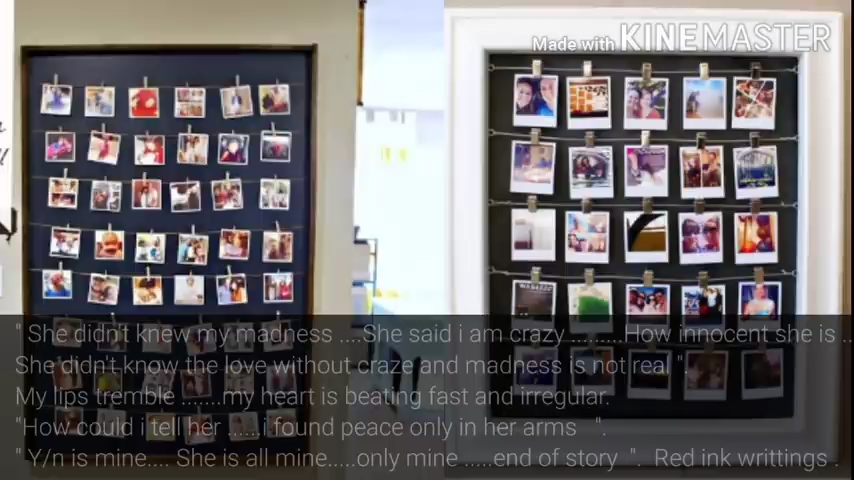 Made with KINEMASTER
" She didn't knew my madness ....She said i am crazy .........How innocent she is ..
She didn't know the love without craze and madness is not real ".
My lips tremble .......my heart is beating fast and irregular.
"How could i tell her ......i found peace only in her arms   ".
" Y/n is mine.... She is all mine.....only mine .....end of story  ".  Red ink writtings .